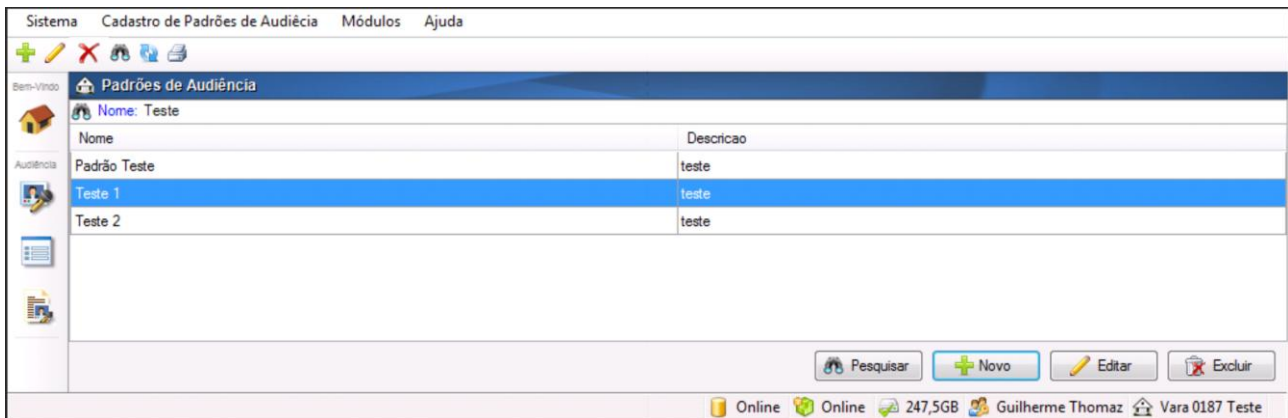 Sistema Cadastro de Padrões de Audiêcia Módulos Ajuda
Bem-Vindo
Padrões de Audiência
Nome: Teste
Nome Descricao
Audiência
Padrão Teste teste
Teste 1 teste
Teste 2 teste
Pesquisar Novo Editar Excluir
Online Online 247,5GB Guilherme Thomaz Vara 0187 Teste